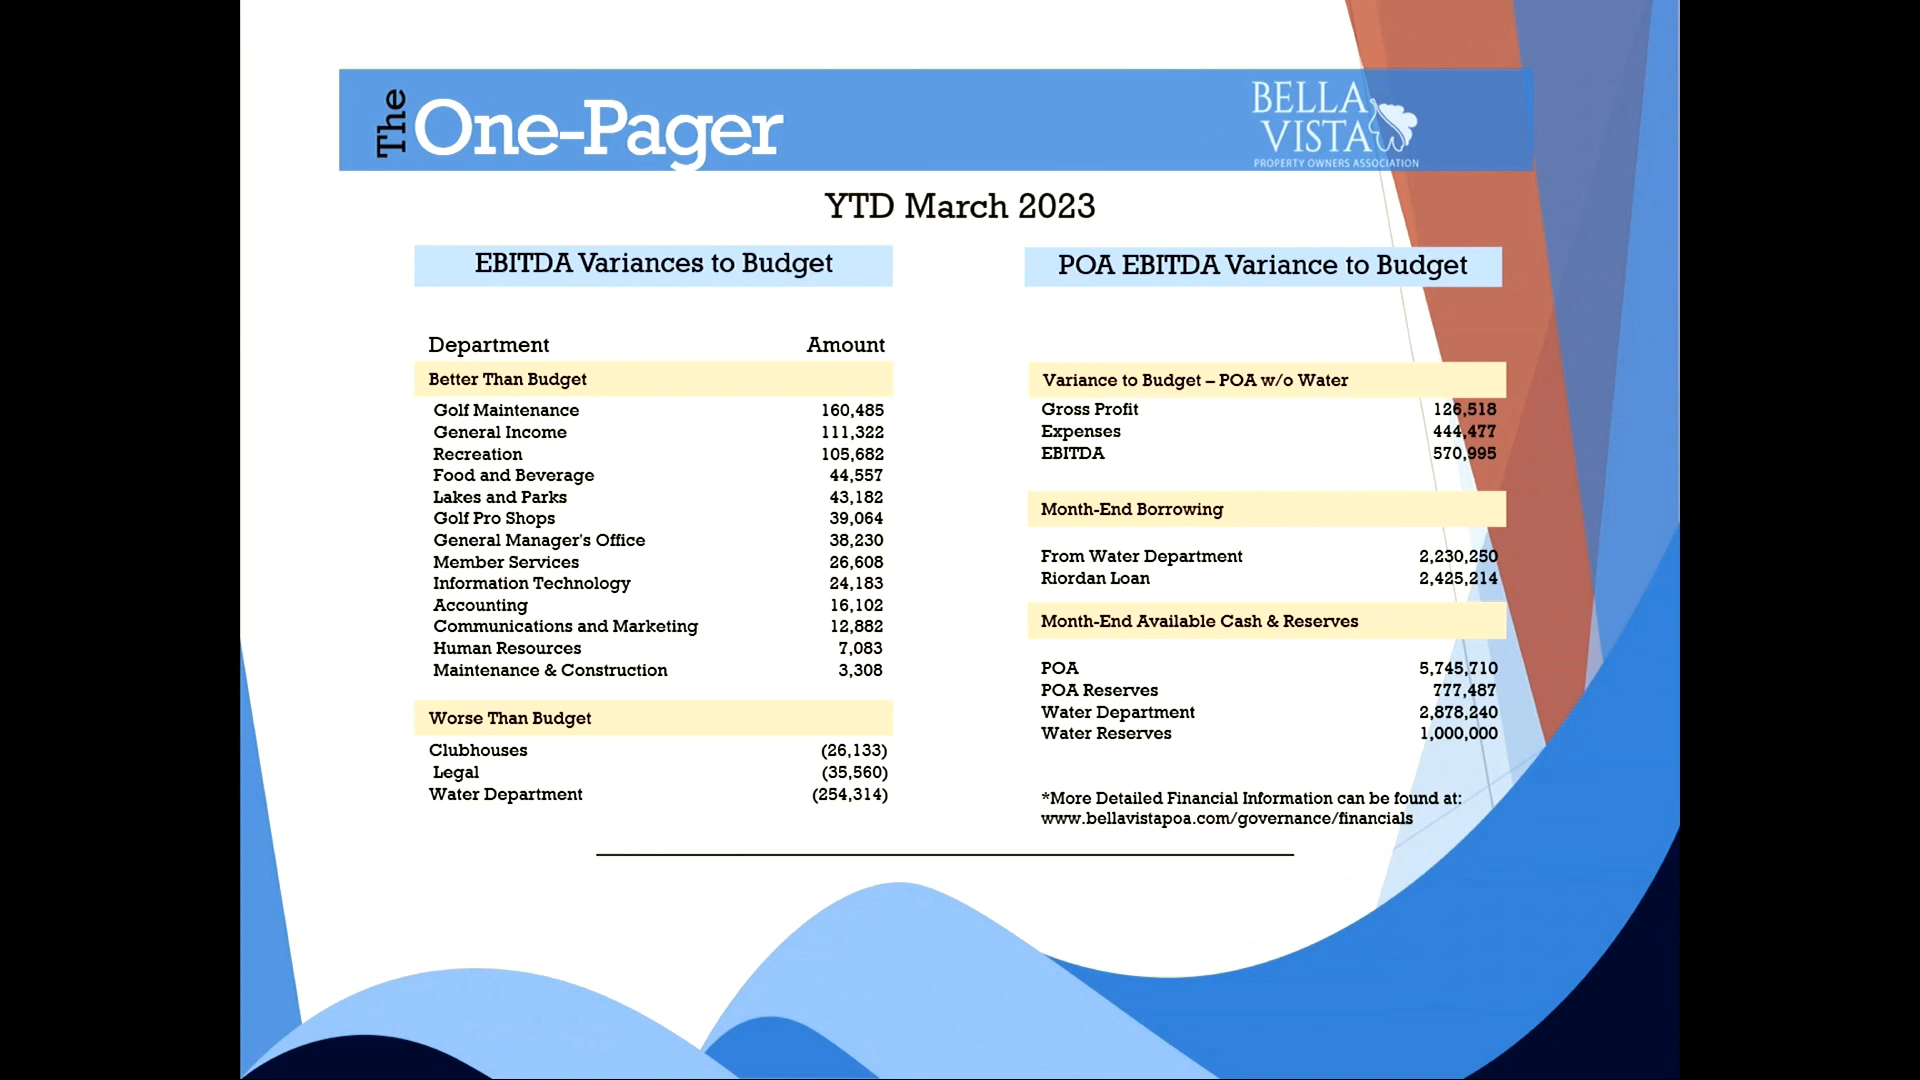 The One-Pager
BELLA
VISTA
PROPERTY OWNERS ASSOCIATION
YTD March 2023
EBITDA Variances to Budget
Department Amount
Better Than Budget
Golf Maintenance 160,485
General Income 111,322
Recreation 105,682
Food and Beverage 44,557
Lakes and Parks 43,182
Golf Pro Shops 39,064
General Manager's Office 38,230
Member Services 26,608
Information Technology 24,183
Accounting 16,102
Communications and Marketing 12,882
Human Resources 7,083
Maintenance & Construction 3,308
Worse Than Budget
Clubhouses (26,133)
Legal (35,560)
Water Department (254,314)
POA EBITDA Variance to Budget
Variance to Budget – POA w/o Water
Gross Profit 126,518
Expenses 444,477
EBITDA 570,995
Month-End Borrowing
From Water Department 2,230,250
Riordan Loan 2,425,214
Month-End Available Cash & Reserves
POA 5,745,710
POA Reserves 777,487
Water Department 2,878,240
Water Reserves 1,000,000
*More Detailed Financial Information can be found at:
www.bellavistapoa.com/governance/financials